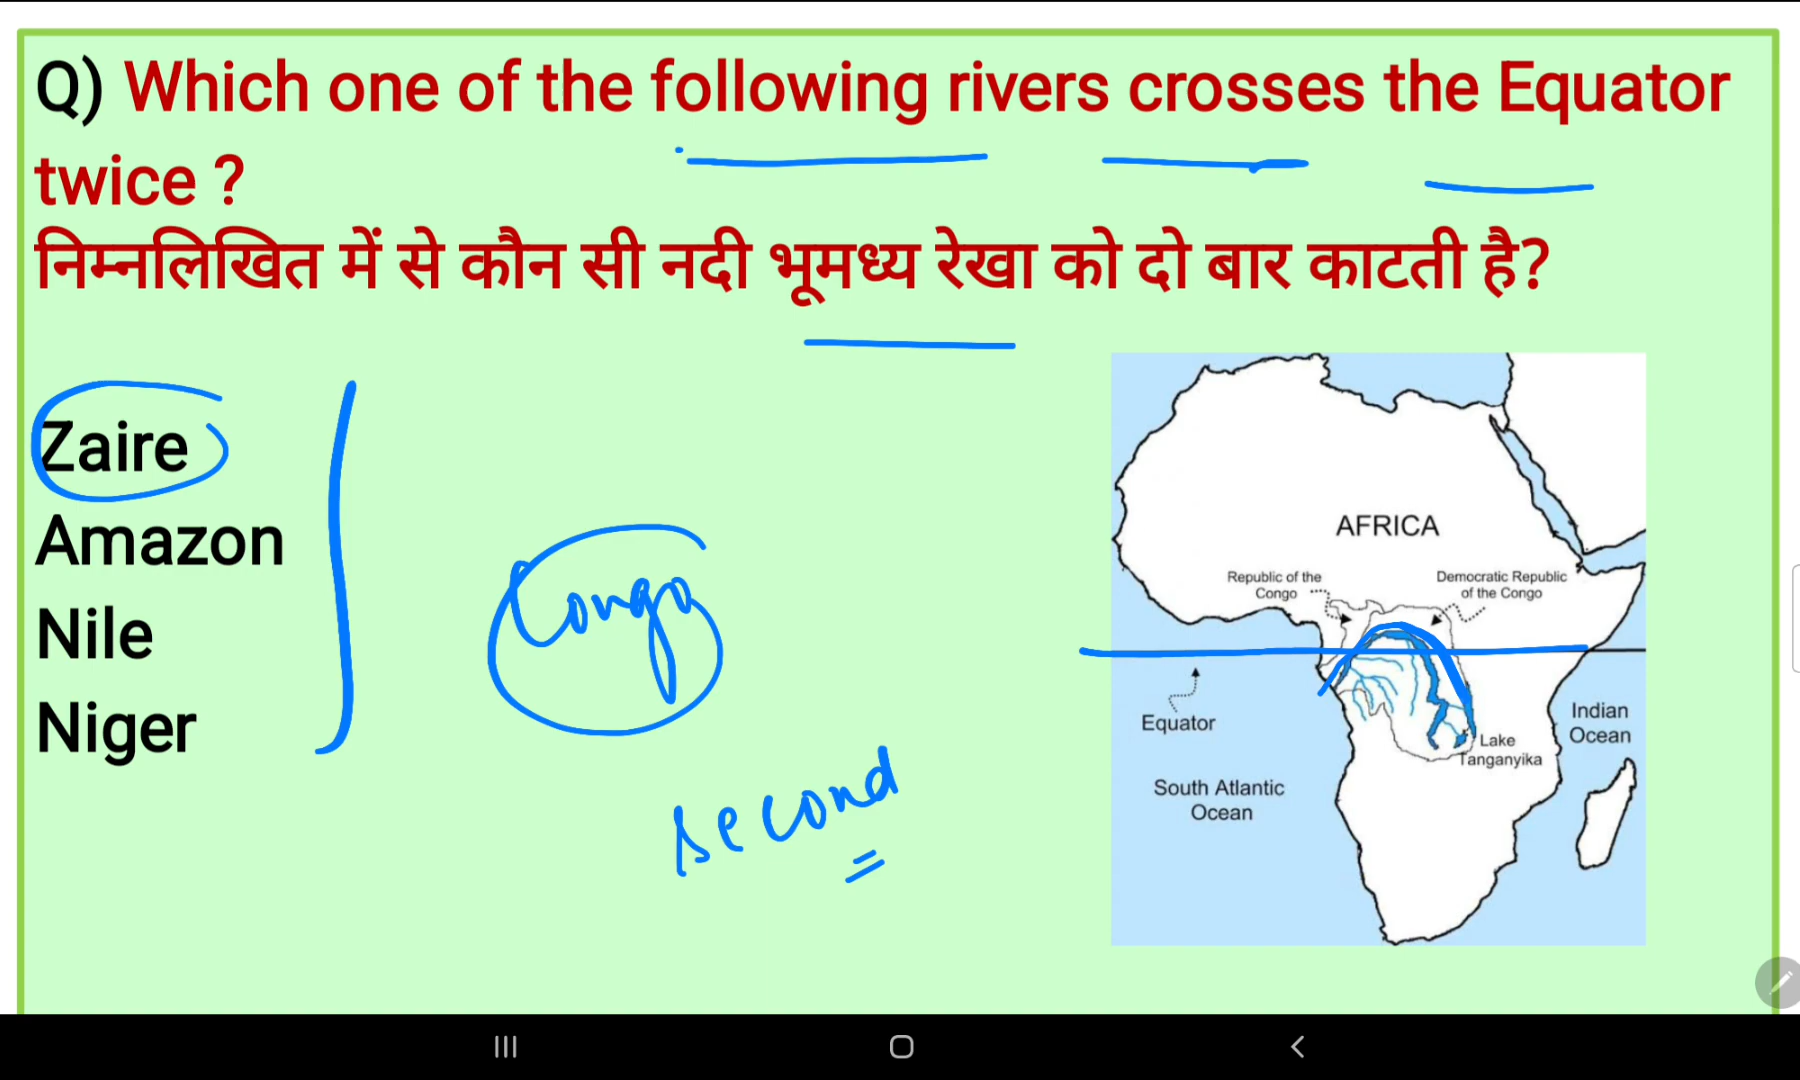 Q) Which one of the following rivers crosses the Equator
twice ?
निम्नलिखित में से कौन सी नदी भूमध्य रेखा को दो बार काटती है?
Zaire
Amazon
Nile
Niger
Congo
second
AFRICA
Republic of the
Congo
Democratic Republic
of the Congo
Equator
Indian
Ocean
Lake
Tanganyika
South Atlantic
Ocean